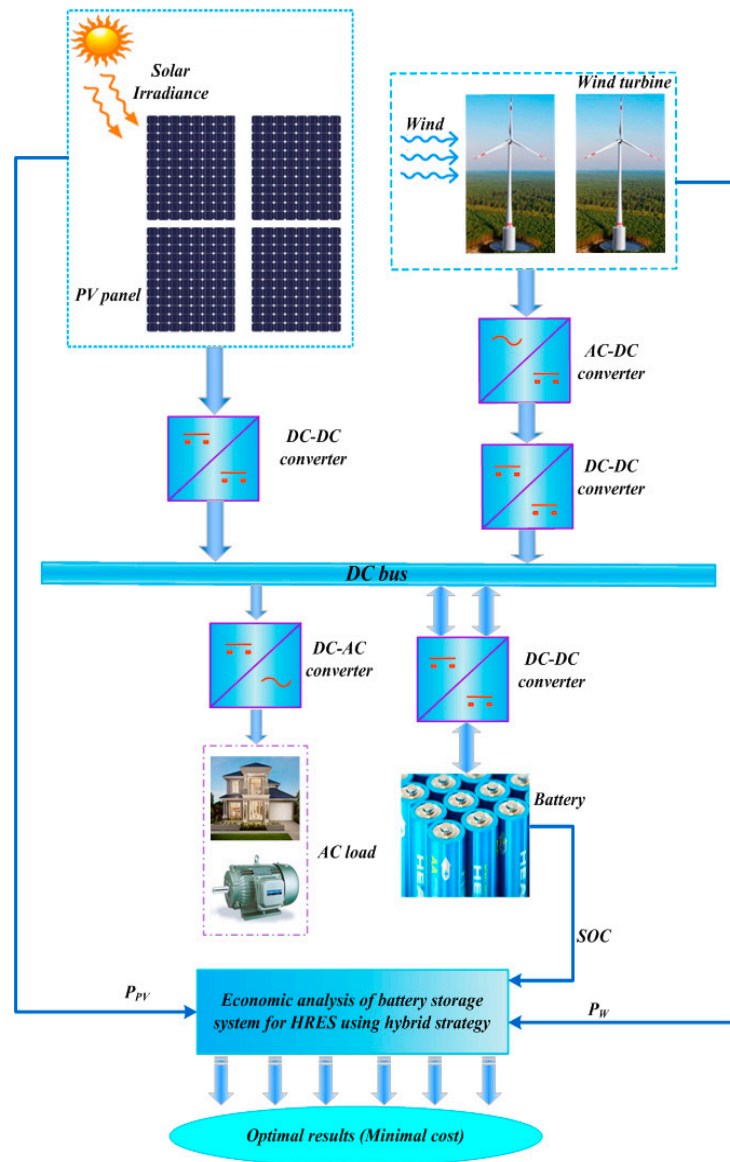 Solar
Irradiance
PV panel
Wind turbine
Wind
AC-DC
converter
DC-DC
converter
DC-DC
converter
DC bus
DC-AC
converter
DC-DC
converter
Battery
AC load
SOC
P_PV
Economic analysis of battery storage
system for HRES using hybrid strategy
P_W
Optimal results (Minimal cost)